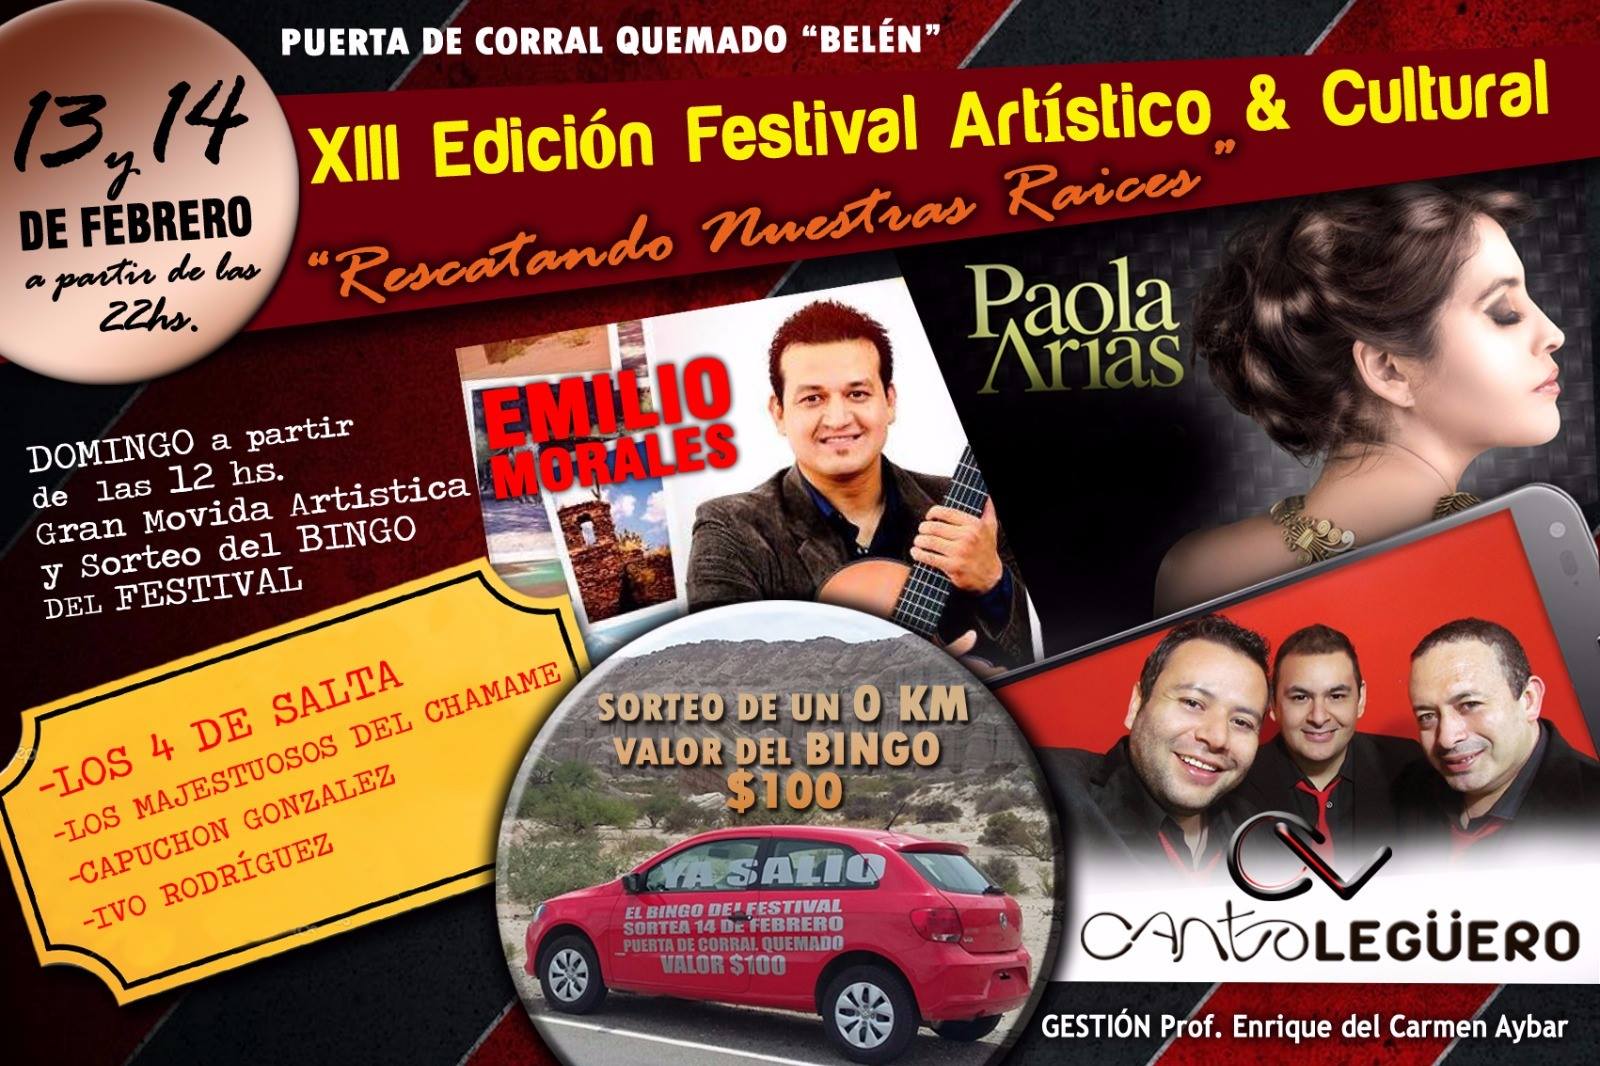 PUERTA DE CORRAL QUEMADO “BELÉN”
13 y 14
DE FEBRERO
a partir de las
22hs.
XIII Edición Festival Artístico & Cultural
“Rescatando Nuestras Raices”
Paola
Arias
EMILIO
MORALES
DOMINGO a partir
de las 12 hs.
Gran Movida Artistica
y Sorteo del BINGO
DEL FESTIVAL
-LOS 4 DE SALTA
-LOS MAJESTUOSOS DEL CHAMAME
-CAPUCHON GONZALEZ
-IVO RODRÍGUEZ
SORTEO DE UN 0 KM
VALOR DEL BINGO
$100
YA SALIO
EL BINGO DEL FESTIVAL
SORTEA 14 DE FEBRERO
PUERTA DE CORRAL QUEMADO
VALOR $100
CANTO LEGÜERO
GESTIÓN Prof. Enrique del Carmen Aybar